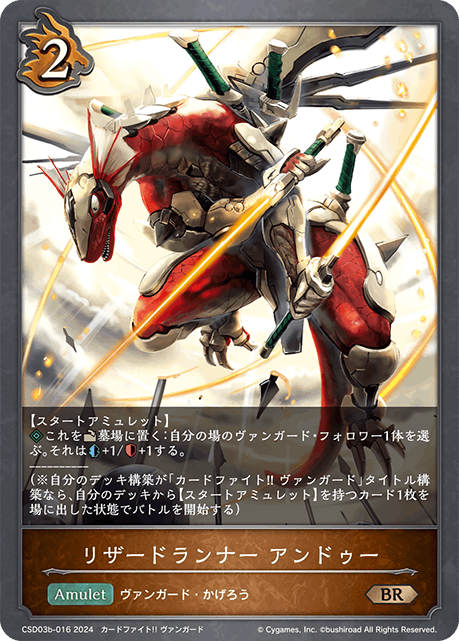 2
【スタートアミュレット】
これを墓場に置く：自分の場のヴァンガード・フォロワー1体を選
ぶ。それは+1/+1する。
----------
(※自分のデッキ構築が「カードファイト!! ヴァンガード」タイトル構
築なら、自分のデッキから【スタートアミュレット】を持つカード1枚を
場に出した状態でバトルを開始する)
リザードランナー アンドゥー
Amulet ヴァンガード・かげろう BR
CSD03b-016 2024 カードファイト!! ヴァンガード © Cygames, Inc. ©bushiroad All Rights Reserved.